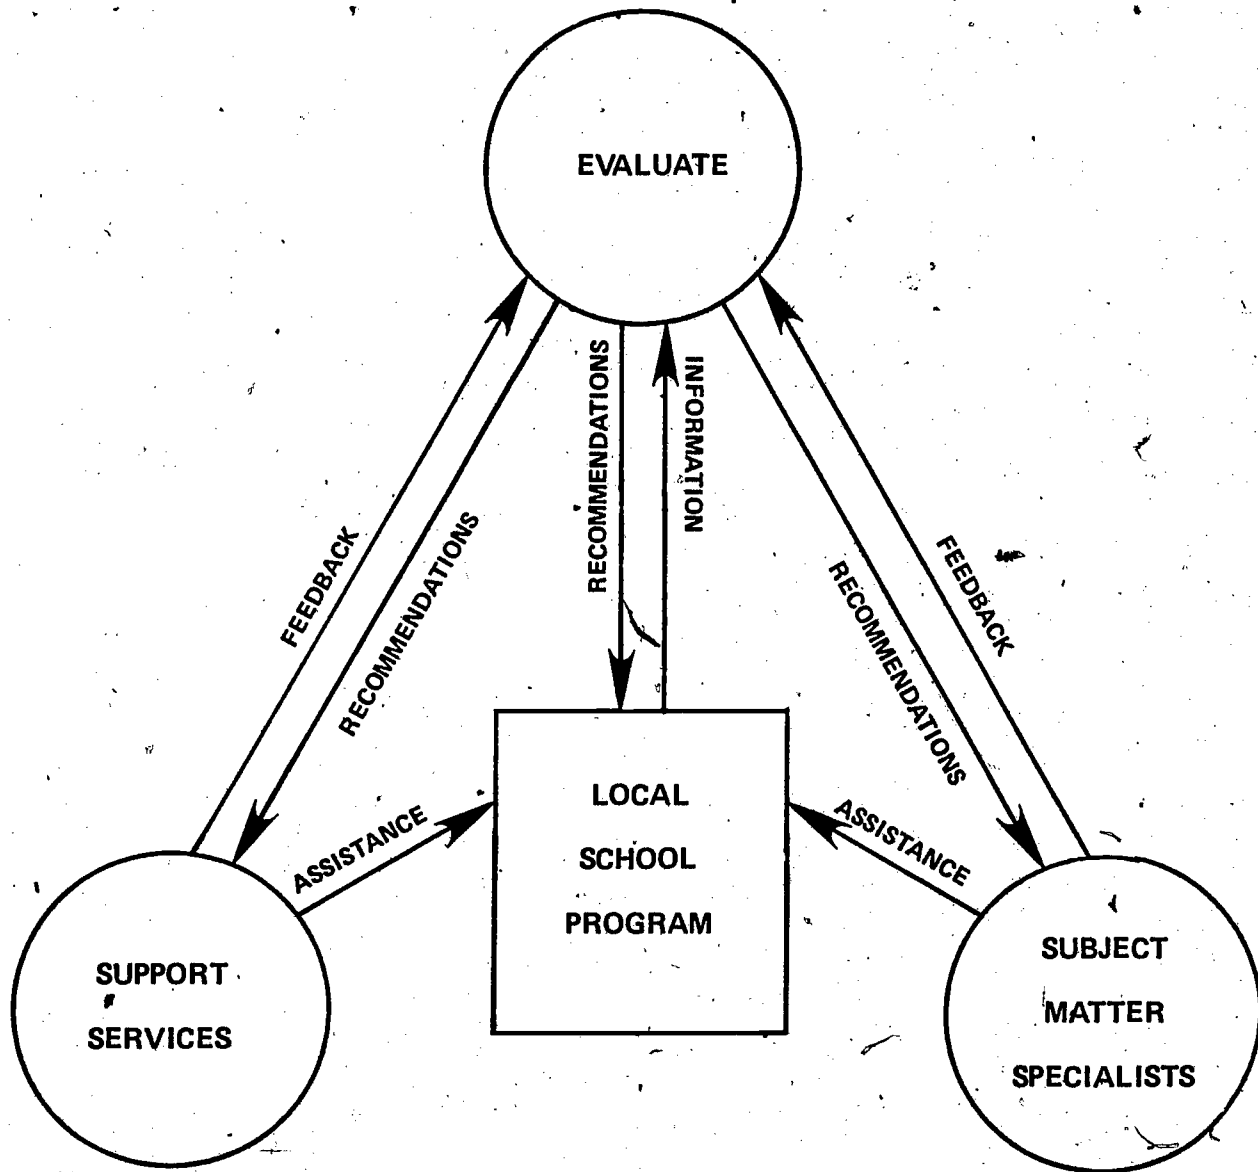 EVALUATE
RECOMMENDATIONS
INFORMATION
FEEDBACK
RECOMMENDATIONS
RECOMMENDATIONS
FEEDBACK
ASSISTANCE
ASSISTANCE
LOCAL
SCHOOL
PROGRAM
SUPPORT
SERVICES
SUBJECT
MATTER
SPECIALISTS